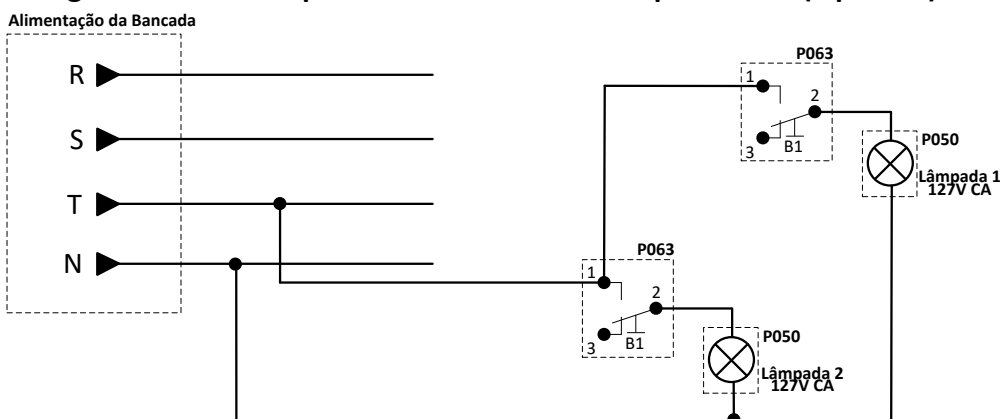 Alimentação da Bancada
R
S
T
N
P063
1
2
3
B1
P050
Lâmpada 1
127V CA
P063
1
2
3
B1
P050
Lâmpada 2
127V CA